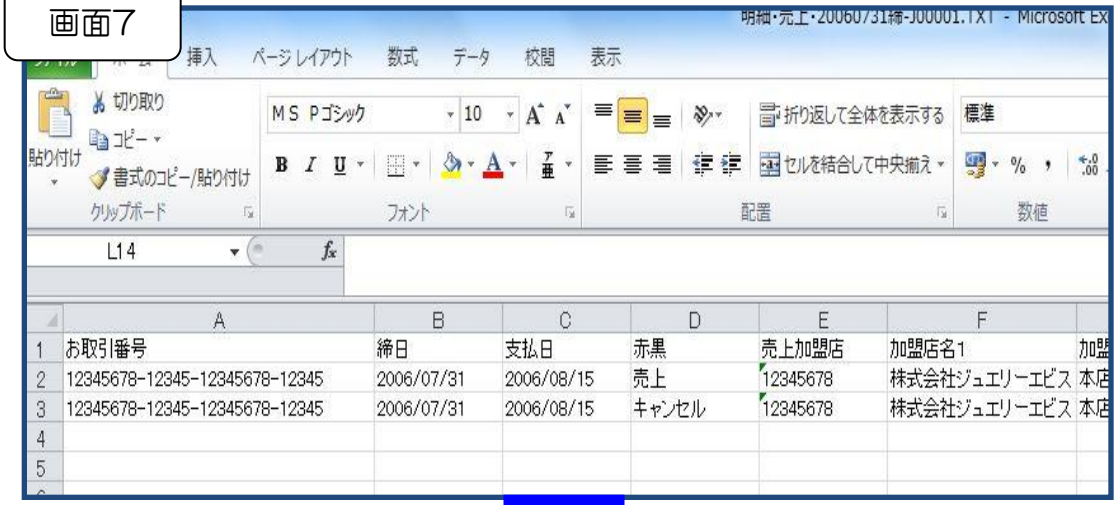 画面7
明細・売上・20060731締-J00001.TXT - Microsoft Ex
挿入 ページ レイアウト 数式 データ 校閲 表示
切り取り
コピー
貼り付け
書式のコピー/貼り付け
クリップボード
MS Pゴシック 10 A A
B I U A ア亜
フォント
折り返して全体を表示する
セルを結合して中央揃え
配置
標準
% , .00
数値
L14 fx
A B C D E F
1 お取引番号 締日 支払日 赤黒 売上加盟店 加盟店名1 加盟
2 12345678-12345-12345678-12345 2006/07/31 2006/08/15 売上 12345678 株式会社ジュエリーエビス 本店
3 12345678-12345-12345678-12345 2006/07/31 2006/08/15 キャンセル 12345678 株式会社ジュエリーエビス 本店
4
5